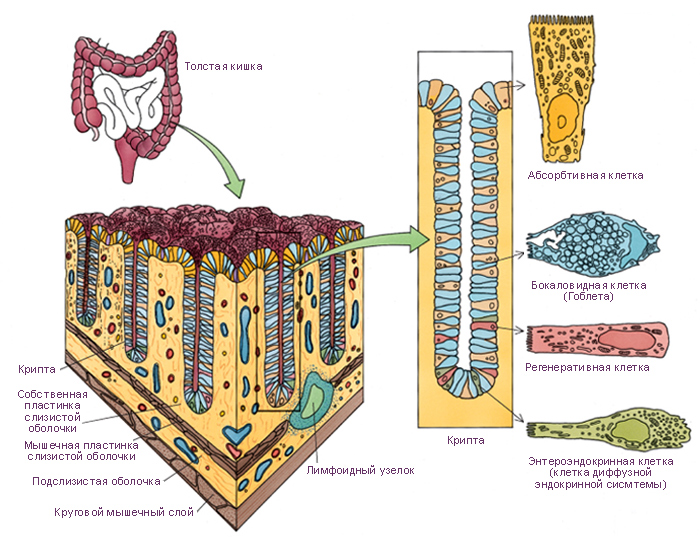 Толстая кишка
Абсорбтивная клетка
Бокаловидная клетка
(Гоблета)
Регенеративная клетка
Энтероэндокринная клетка
(клетка диффузной
эндокринной сисмтемы)
Крипта
Крипта
Собственная
пластинка
слизистой
оболочки
Мышечная пластинка
слизистой оболочки
Подслизистая оболочка
Круговой мышечный слой
Лимфоидный узелок